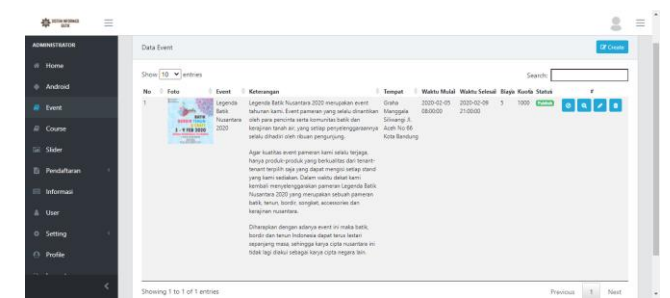 SISTEM INFORMASI
BATIK
ADMINISTRATOR
Home
Android
Event
Course
Slider
Pendaftaran
Informasi
User
Setting
Profile
Data Event
Create
Show 10 entries
Search:
No Foto Event Keterangan Tempat Waktu Mulai Waktu Selesai Biaya Kuota Status #
1
Legenda
Batik
Nusantara
2020
Legenda Batik Nusantara 2020 merupakan event
tahunan kami. Event pameran yang selalu dinantikan
oleh para pencinta serta komunitas batik dan
kerajinan tanah air, yang setiap penyelenggaraannya
selalu dihadiri oleh ribuan pengunjung.
Agar kualitas event pameran kami selalu terjaga,
hanya produk-produk yang berkualitas dari tenant-
tenant terpilih saja yang dapat mengisi setiap stand
yang kami sediakan. Dalam waktu dekat kami
kembali menyelenggarakan pameran Legenda Batik
Nusantara 2020 yang merupakan sebuah pameran
batik, tenun, bordir, songket, accessories dan
kerajinan nusantara.
Diharapkan dengan adanya event ini maka batik,
bordir dan tenun Indonesia dapat terus lestari
sepanjang masa, sehingga karya cipta nusantara ini
tidak lagi diakui sebagai karya cipta negara lain.
Graha
Manggala
Siliwangi Jl.
Aceh No 66
Kota Bandung
2020-02-05
08:00:00
2020-02-09
21:00:00
5
1000
Publish
Showing 1 to 1 of 1 entries
Previous 1 Next